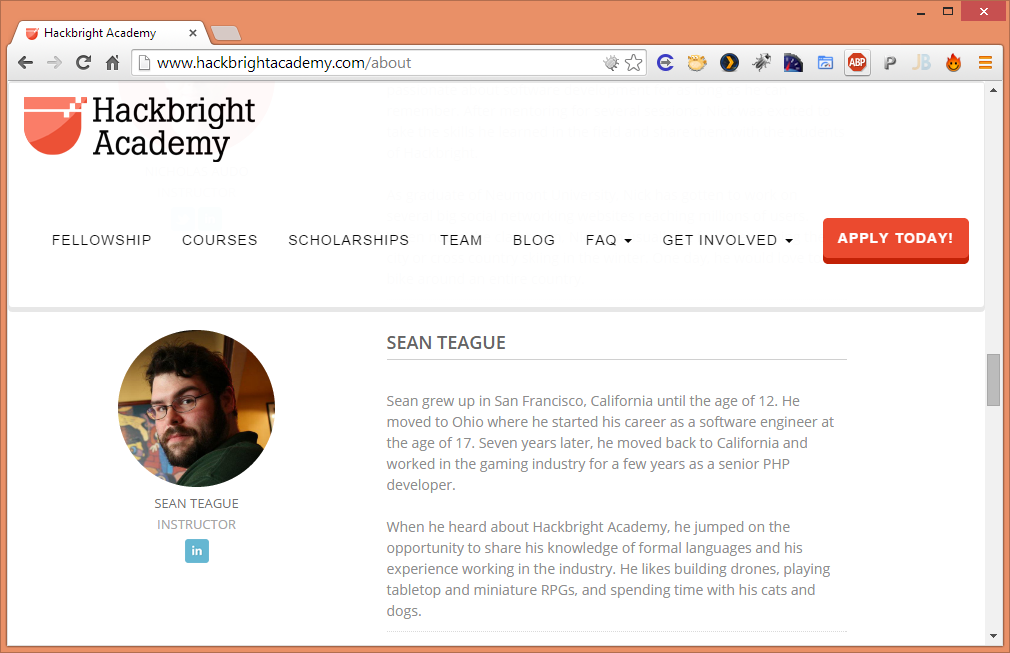 Hackbright Academy
www.hackbrightacademy.com/about
ABP
P
JB
Hackbright
Academy
FELLOWSHIP COURSES SCHOLARSHIPS TEAM BLOG FAQ GET INVOLVED APPLY TODAY!
SEAN TEAGUE
INSTRUCTOR
in
SEAN TEAGUE
Sean grew up in San Francisco, California until the age of 12. He
moved to Ohio where he started his career as a software engineer at
the age of 17. Seven years later, he moved back to California and
worked in the gaming industry for a few years as a senior PHP
developer.
When he heard about Hackbright Academy, he jumped on the
opportunity to share his knowledge of formal languages and his
experience working in the industry. He likes building drones, playing
tabletop and miniature RPGs, and spending time with his cats and
dogs.